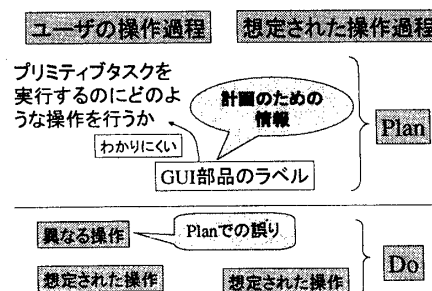 ユーザの操作過程
想定された操作過程
プリミティブタスクを
実行するのにどのよ
うな操作を行うか
計画のための
情報
わかりにくい
GUI部品のラベル
Plan
異なる操作
Planでの誤り
想定された操作
想定された操作
Do